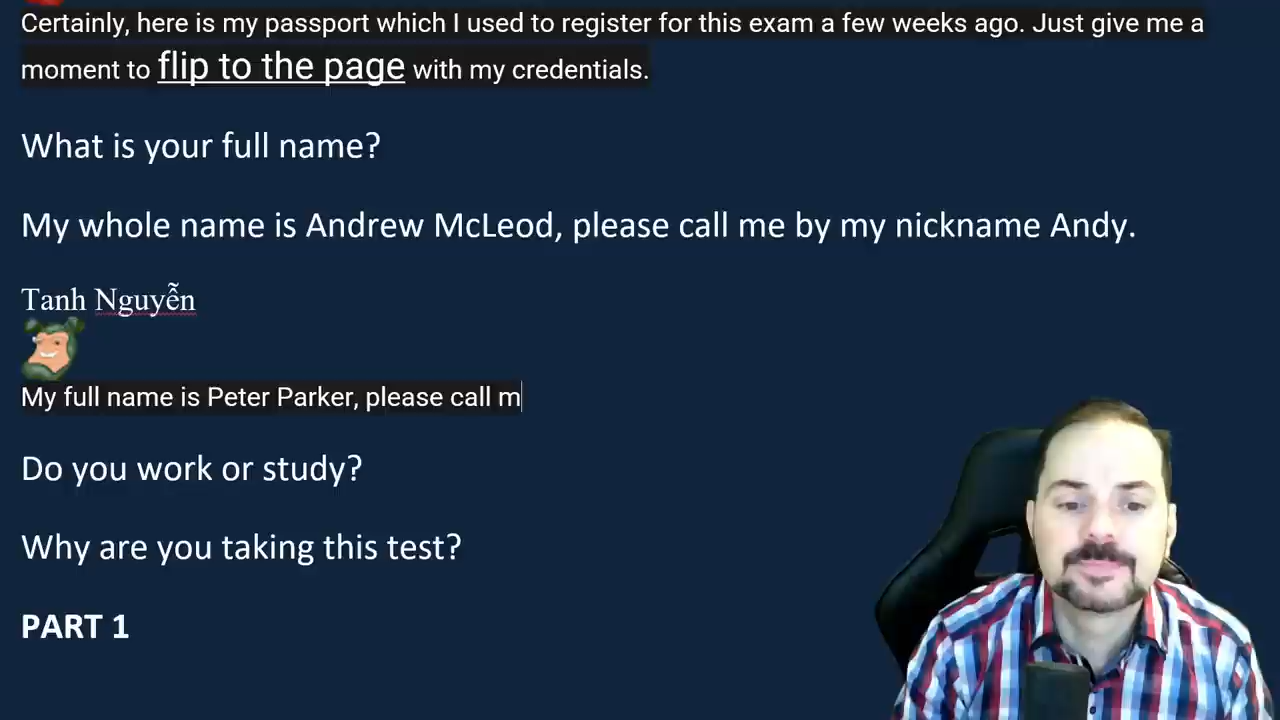 Certainly, here is my passport which I used to register for this exam a few weeks ago. Just give me a
moment to flip to the page with my credentials.
What is your full name?
My whole name is Andrew McLeod, please call me by my nickname Andy.
Tanh Nguyễn
My full name is Peter Parker, please call m
Do you work or study?
Why are you taking this test?
PART 1